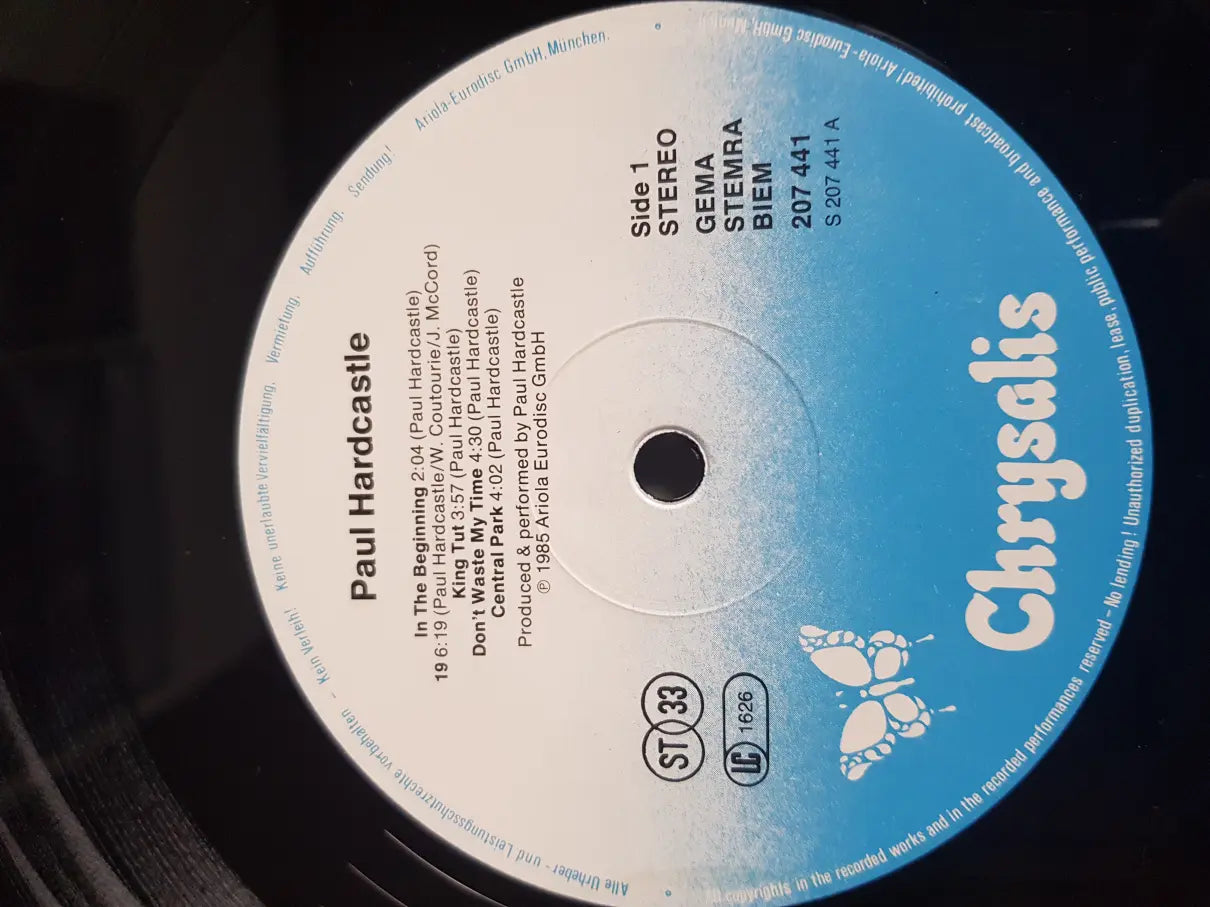 Alle Urheber- und Leistungsschutzrechte vorbehalten - Kein Verleih! Keine unerlaubte Vervielfältigung, Vermietung, Aufführung, Sendung!
Ariola-Eurodisc GmbH, München.
Paul Hardcastle
In The Beginning 2:04 (Paul Hardcastle)
19 6:19 (Paul Hardcastle/W. Coutourie/J. McCord)
King Tut 3:57 (Paul Hardcastle)
Don't Waste My Time 4:30 (Paul Hardcastle)
Central Park 4:02 (Paul Hardcastle)
Produced & performed by Paul Hardcastle
℗ 1985 Ariola Eurodisc GmbH
ST 33
LC 1626
Side 1
STEREO
GEMA
STEMRA
BIEM
207 441
S 207 441 A
Chrysalis
copyrights in the recorded works and in the recorded performances reserved - No lending! Unauthorized duplication, lease, public performance and broadcast prohibited! Ariola-Eurodisc GmbH,